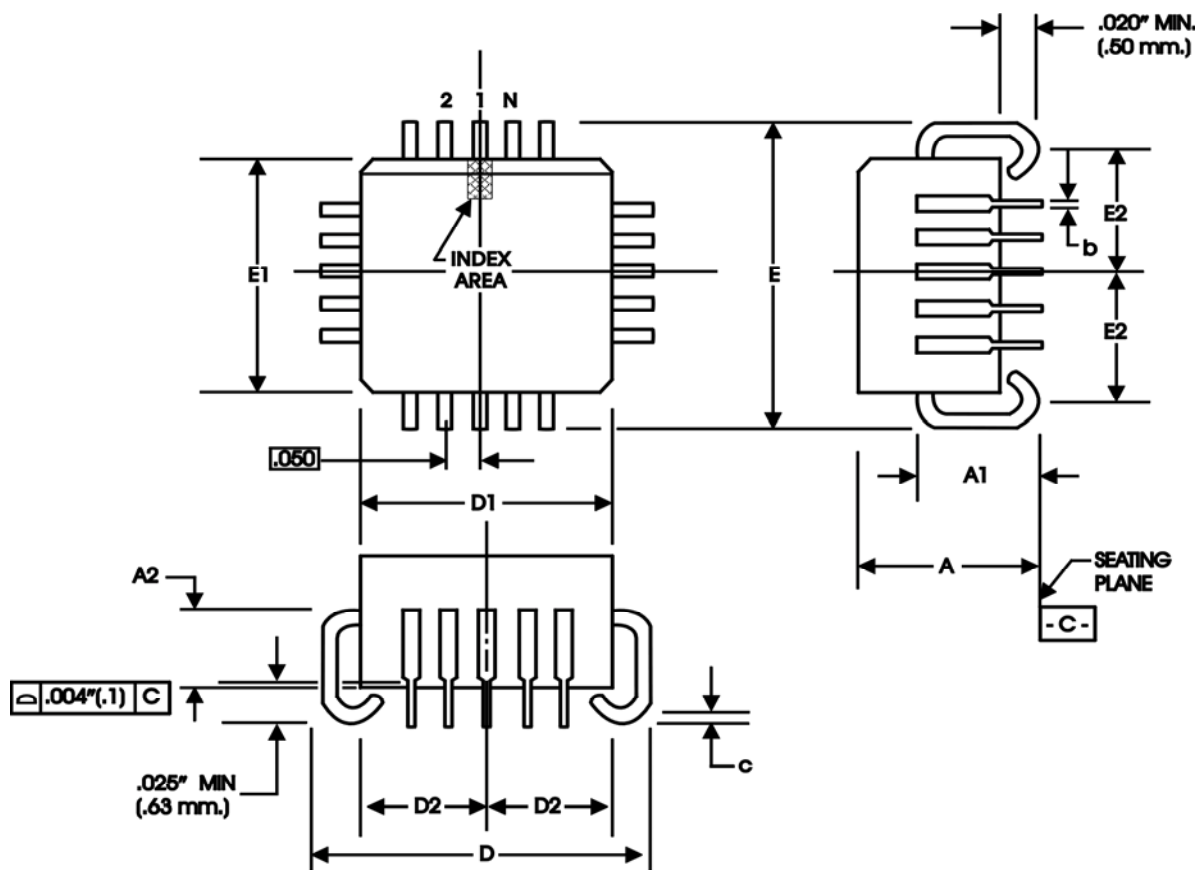 .020" MIN.
(.50 mm.)
2 1 N
E1
INDEX
AREA
E
E2
b
E2
.050
D1
A1
A
SEATING
PLANE
- C -
A2
.004"(.1) C
.025" MIN
(.63 mm.)
c
D2 D2
D